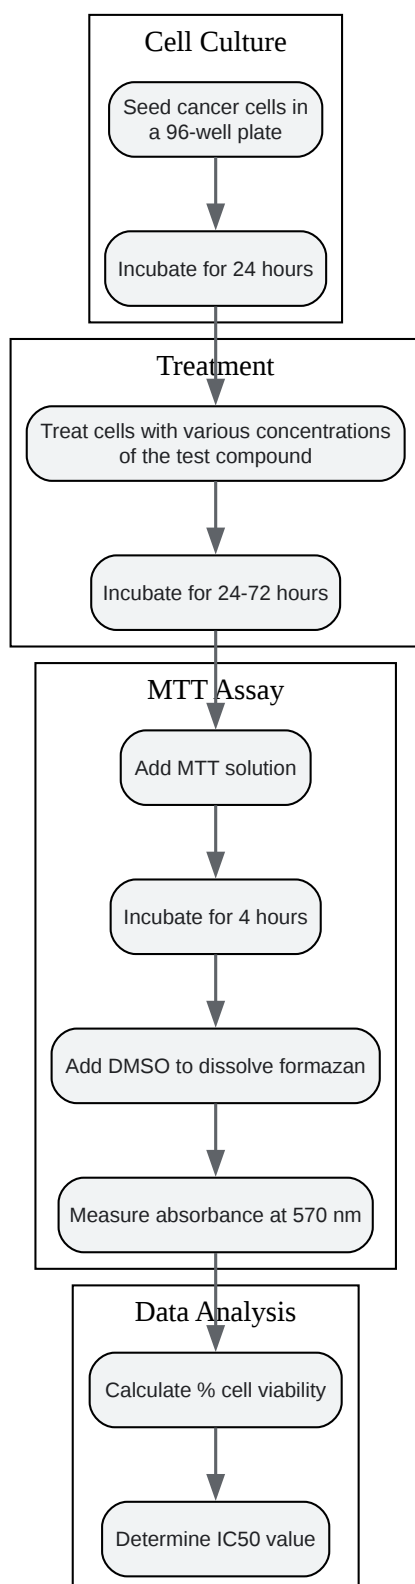 Cell Culture
Seed cancer cells in
a 96-well plate
Incubate for 24 hours
Treatment
Treat cells with various concentrations
of the test compound
Incubate for 24-72 hours
MTT Assay
Add MTT solution
Incubate for 4 hours
Add DMSO to dissolve formazan
Measure absorbance at 570 nm
Data Analysis
Calculate % cell viability
Determine IC50 value